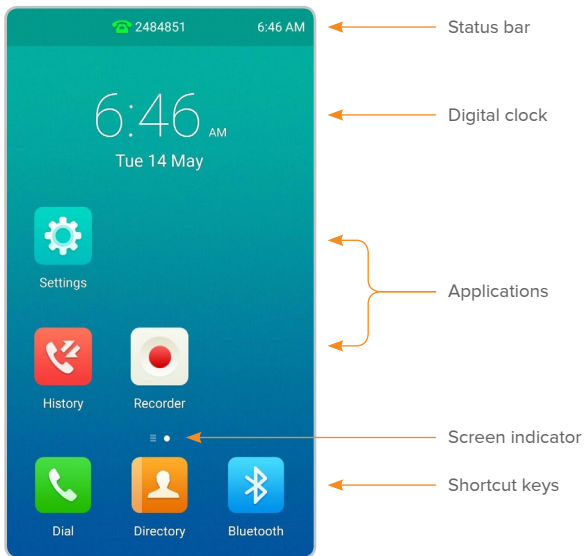 2484851 6:46 AM
Status bar
6:46 AM
Digital clock
Tue 14 May
Settings
Applications
History Recorder
Screen indicator
Shortcut keys
Dial Directory Bluetooth